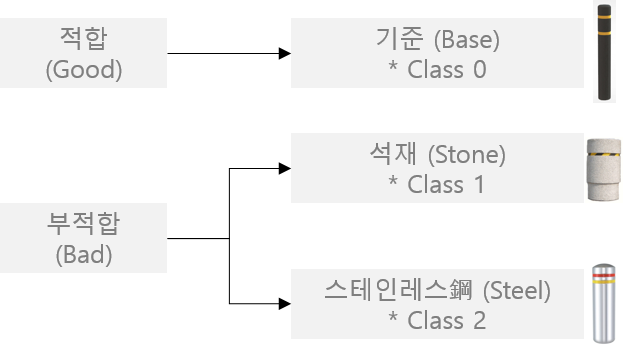 적합
(Good)
기준 (Base)
* Class 0
석재 (Stone)
* Class 1
부적합
(Bad)
스테인레스鋼 (Steel)
* Class 2